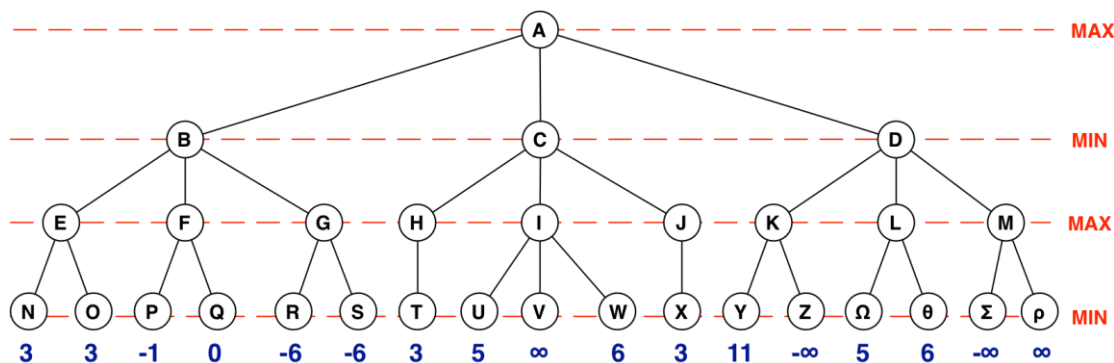 A MAX
B C D MIN
E F G H I J K L M MAX
N O P Q R S T U V W X Y Z Ω θ Σ ρ MIN
3 3 -1 0 -6 -6 3 5 ∞ 6 3 11 -∞ 5 6 -∞ ∞